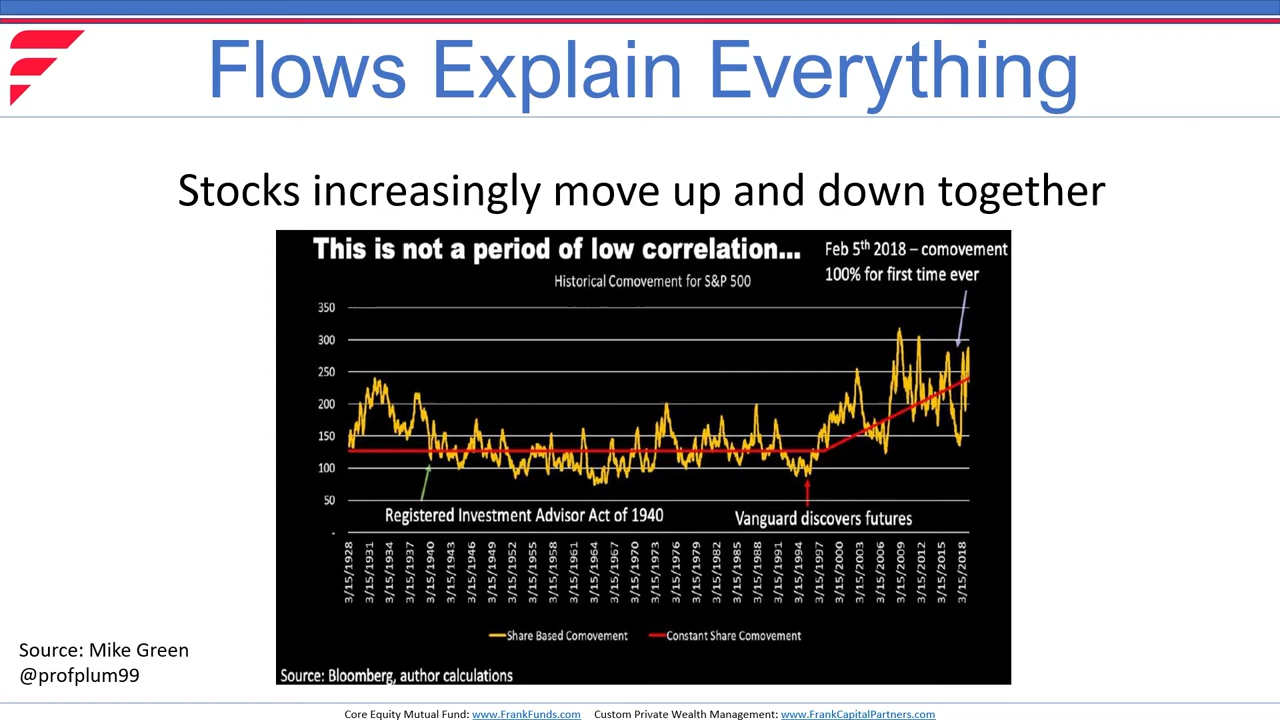 Flows Explain Everything
Stocks increasingly move up and down together
This is not a period of low correlation...
Feb 5th 2018 – comovement
100% for first time ever
Historical Comovement for S&P 500
350
300
250
200
150
100
50
-
Registered Investment Advisor Act of 1940
Vanguard discovers futures
3/15/1928
3/15/1931
3/15/1934
3/15/1937
3/15/1940
3/15/1943
3/15/1946
3/15/1949
3/15/1952
3/15/1955
3/15/1958
3/15/1961
3/15/1964
3/15/1967
3/15/1970
3/15/1973
3/15/1976
3/15/1979
3/15/1982
3/15/1985
3/15/1988
3/15/1991
3/15/1994
3/15/1997
3/15/2000
3/15/2003
3/15/2006
3/15/2009
3/15/2012
3/15/2015
3/15/2018
Share Based Comovement
Constant Share Comovement
Source: Bloomberg, author calculations
Source: Mike Green
@profplum99
Core Equity Mutual Fund: www.FrankFunds.com Custom Private Wealth Management: www.FrankCapitalPartners.com